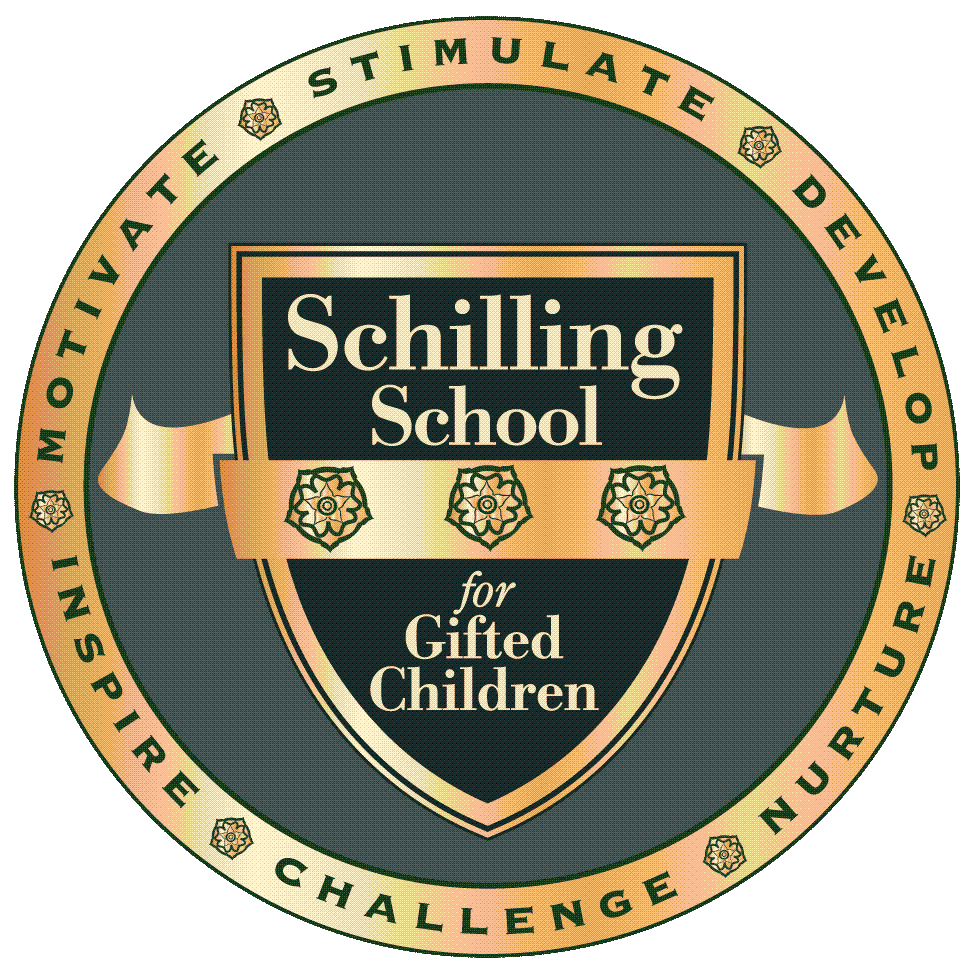 STIMULATE
DEVELOP
NURTURE
CHALLENGE
INSPIRE
MOTIVATE
Schilling
School
for
Gifted
Children